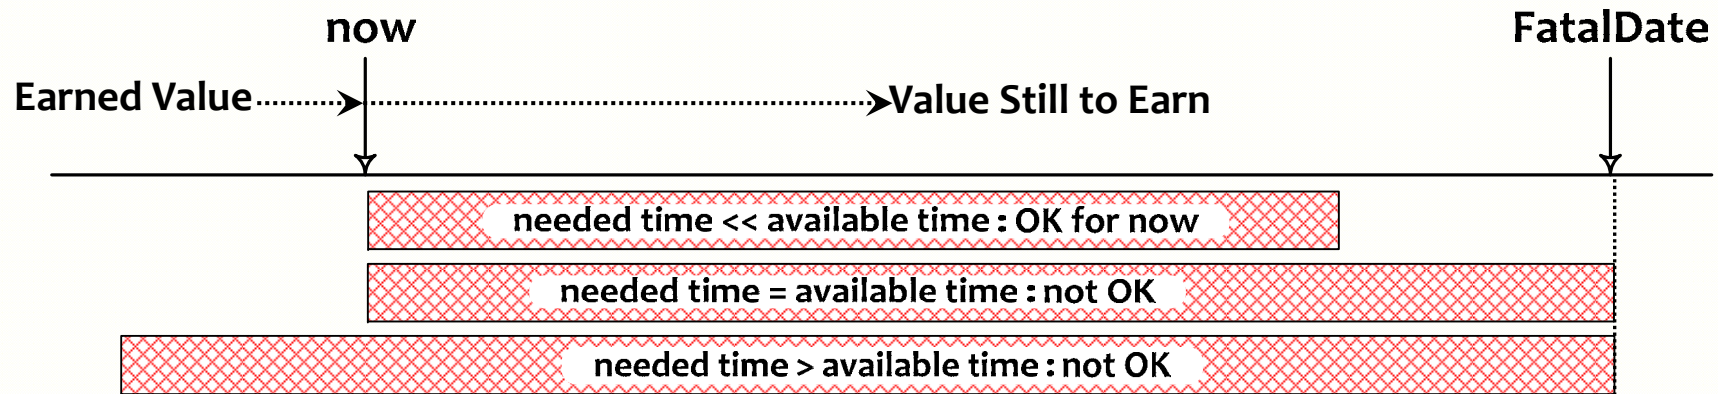 now
FatalDate
Earned Value
Value Still to Earn
needed time << available time : OK for now
needed time = available time : not OK
needed time > available time : not OK